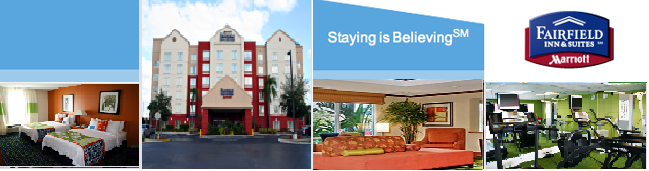 Staying is Believing℠
FAIRFIELD
INN & SUITES
Marriott